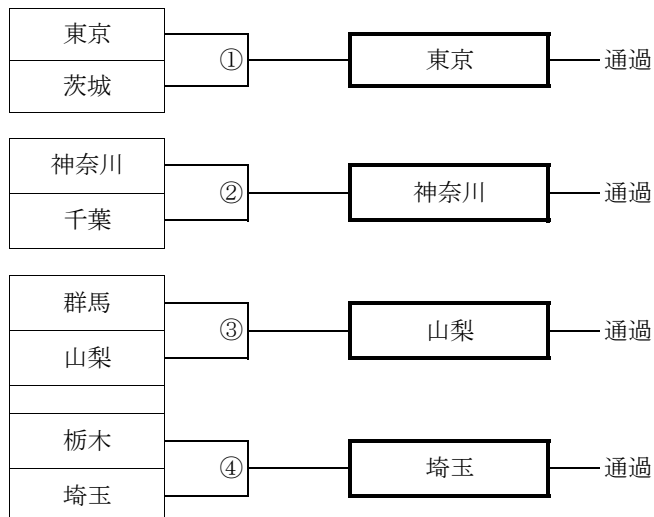 東京
茨城
①
東京
通過
神奈川
千葉
②
神奈川
通過
群馬
山梨
③
山梨
通過
栃木
埼玉
④
埼玉
通過